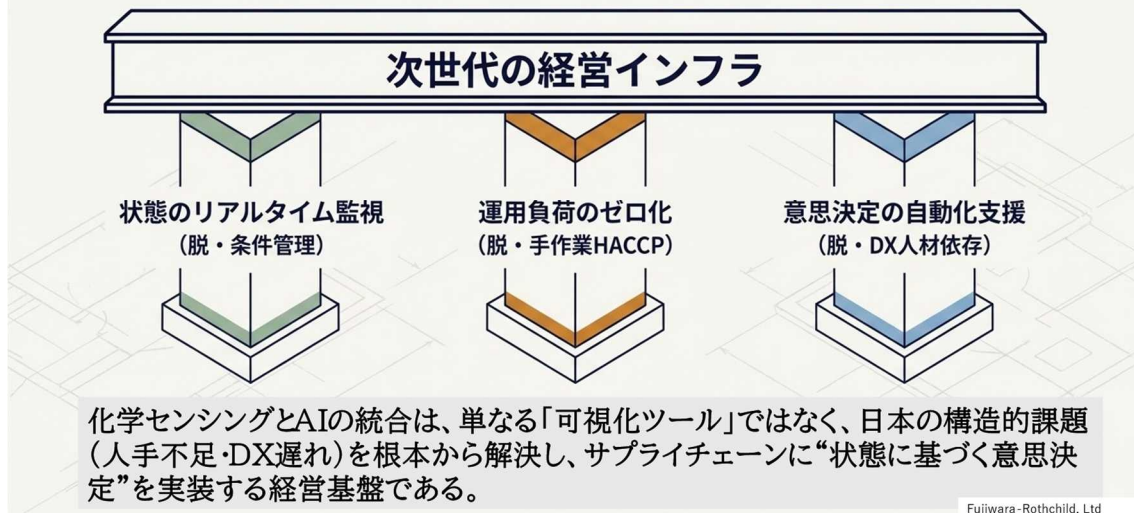 次世代の経営インフラ
状態のリアルタイム監視
（脱・条件管理）
運用負荷のゼロ化
（脱・手作業HACCP）
意思決定の自動化支援
（脱・DX人材依存）
化学センシングとAIの統合は、単なる「可視化ツール」ではなく、日本の構造的課題
（人手不足・DX遅れ）を根本から解決し、サプライチェーンに“状態に基づく意思決
定”を実装する経営基盤である。
Fujiwara-Rothchild, Ltd